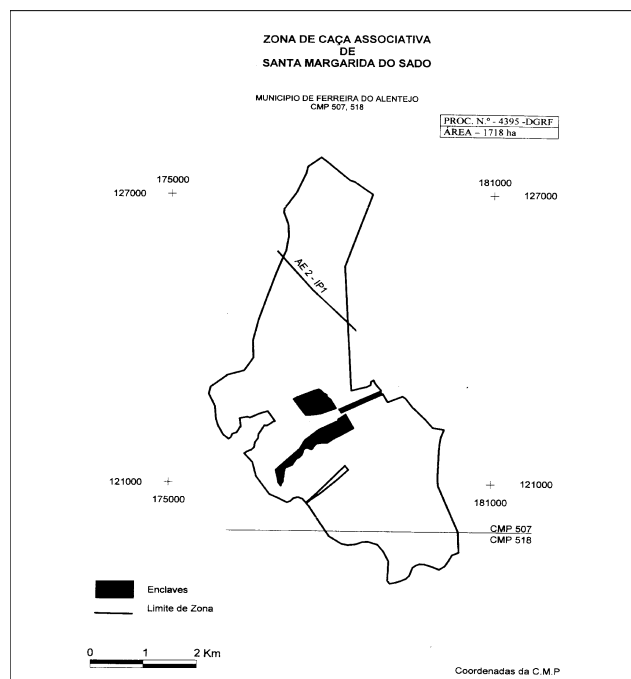 ZONA DE CAÇA ASSOCIATIVA
DE
SANTA MARGARIDA DO SADO
MUNICIPIO DE FERREIRA DO ALENTEJO
CMP 507, 518
PROC. N.º - 4395 -DGRF
ÁREA – 1718 ha
175000
127000
181000
127000
AE 2 - IP1
121000
175000
121000
181000
CMP 507
CMP 518
Enclaves
Limite de Zona
0 1 2 Km
Coordenadas da C.M.P